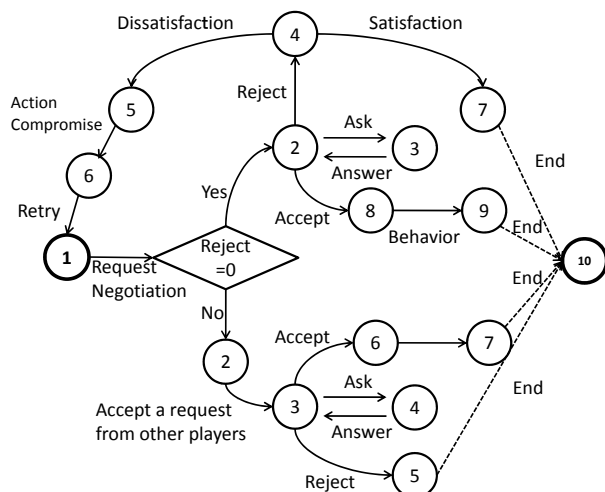 Dissatisfaction
Satisfaction
4
Action
Compromise
5
Reject
7
Ask
2
3
Answer
6
End
Yes
Retry
Accept
8
9
Behavior
End
1
Request
Negotiation
Reject
=0
10
End
No
Accept
6
7
2
Ask
End
Accept a request
from other players
3
4
Answer
Reject
5